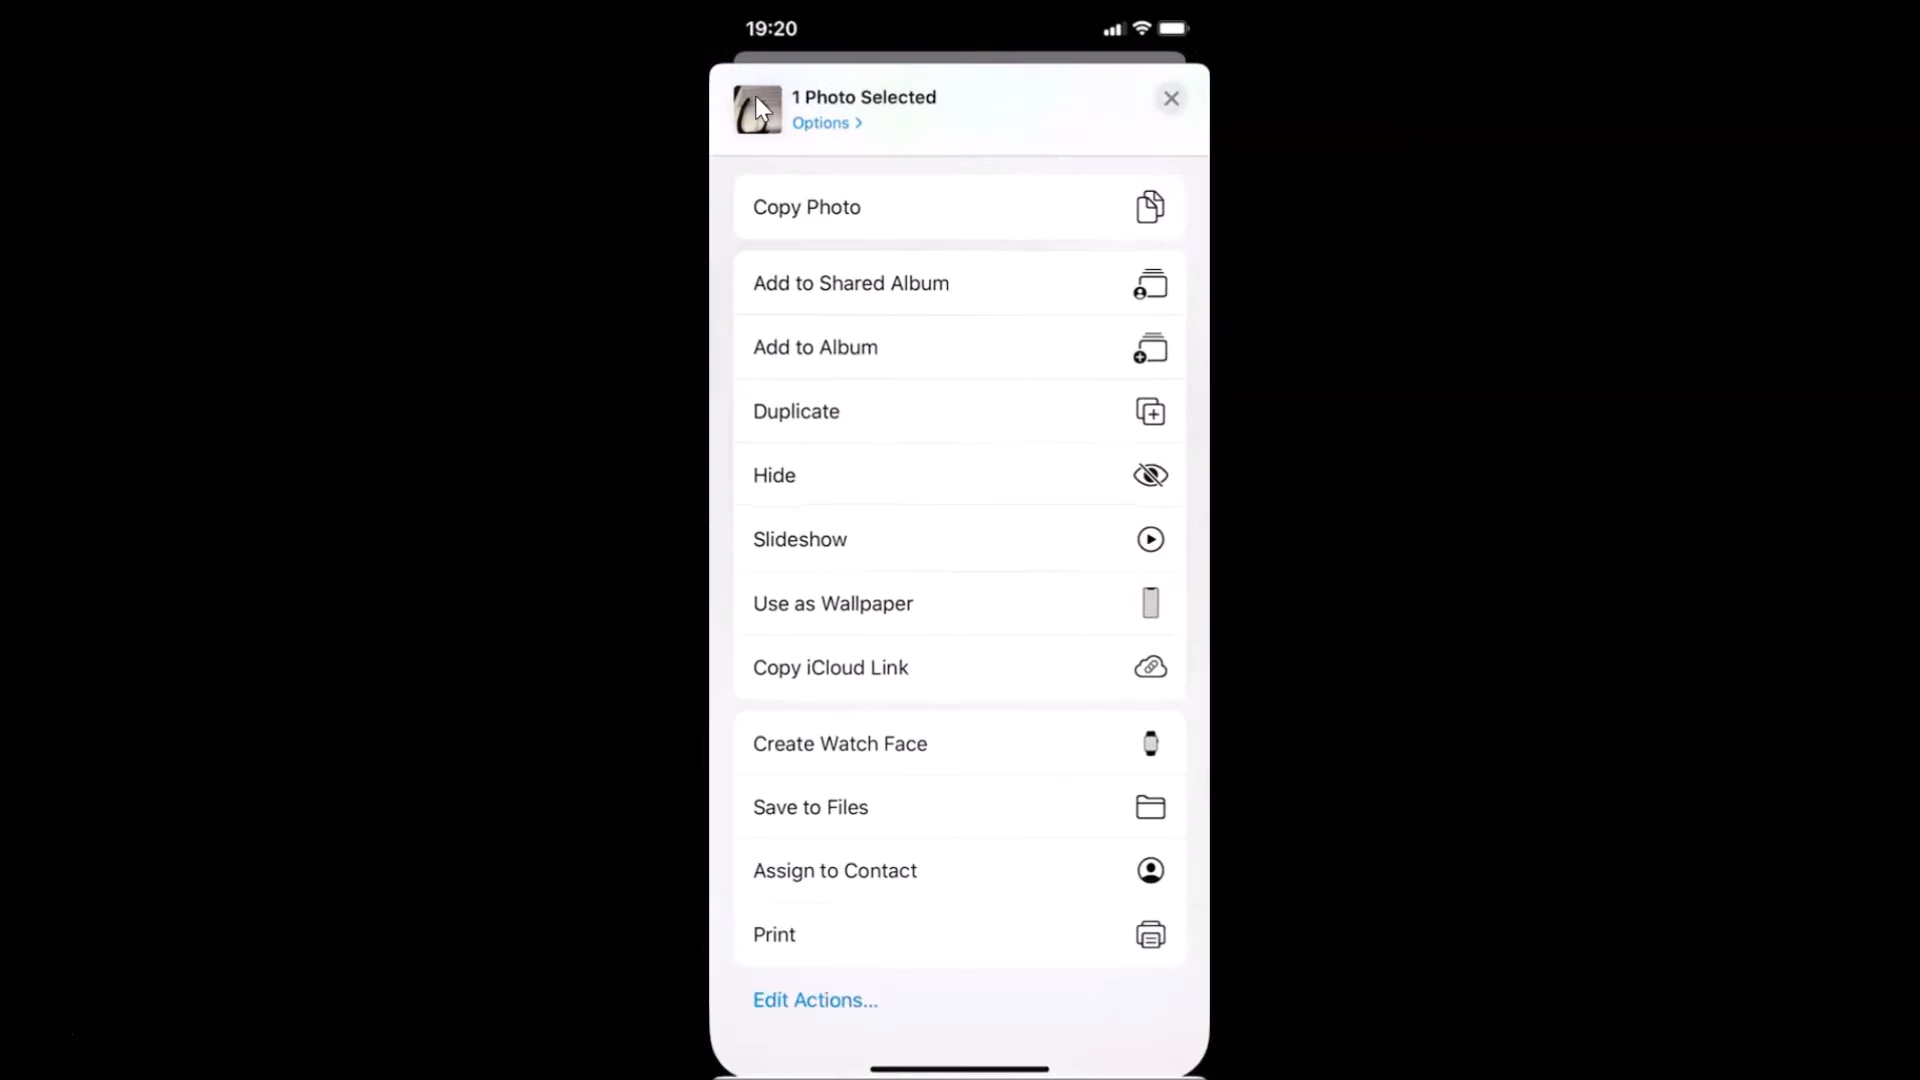 19:20
1 Photo Selected
Options >
Copy Photo
Add to Shared Album
Add to Album
Duplicate
Hide
Slideshow
Use as Wallpaper
Copy iCloud Link
Create Watch Face
Save to Files
Assign to Contact
Print
Edit Actions...